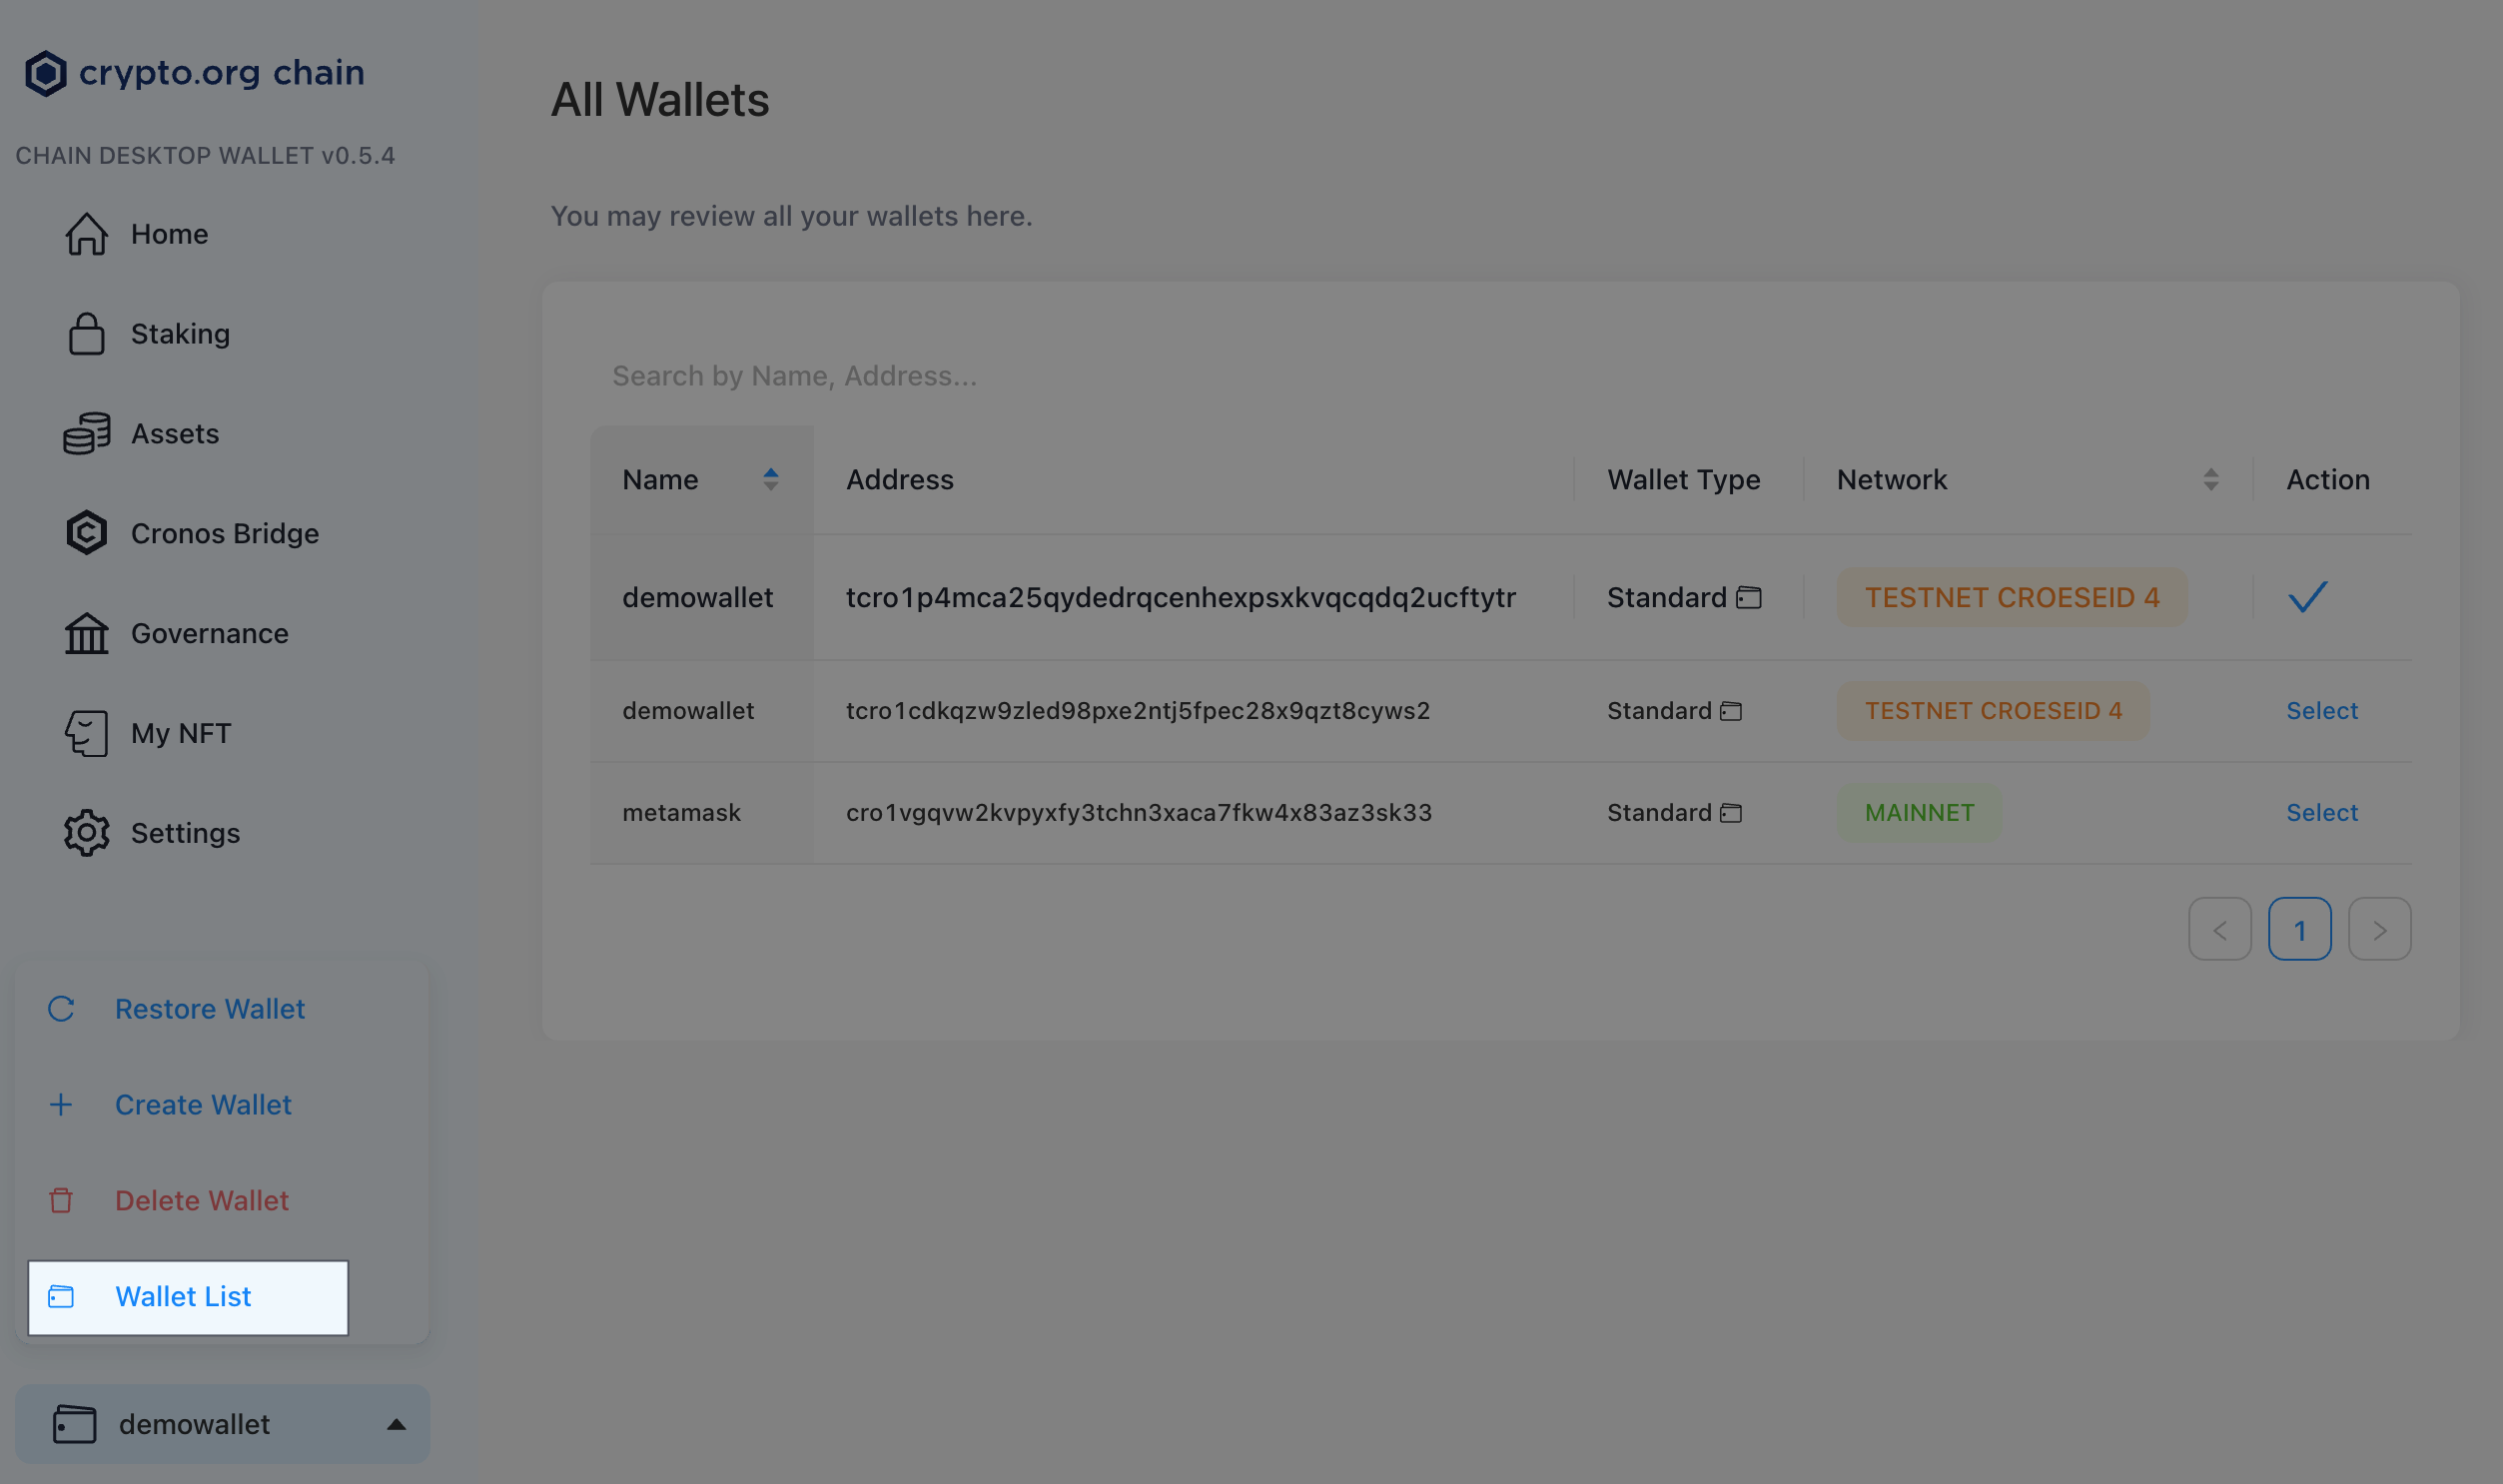 crypto.org chain
CHAIN DESKTOP WALLET v0.5.4
Home
Staking
Assets
Cronos Bridge
Governance
My NFT
Settings
Restore Wallet
Create Wallet
Delete Wallet
Wallet List
demowallet
All Wallets
You may review all your wallets here.
Search by Name, Address...
Name Address Wallet Type Network Action
demowallet tcro1p4mca25qydedrqcenhexpsxkvqcqdq2ucftytr Standard TESTNET CROESEID 4
demowallet tcro1cdkqzw9zled98pxe2ntj5fpec28x9qzt8cyws2 Standard TESTNET CROESEID 4 Select
metamask cro1vgqvw2kvpyxfy3tchn3xaca7fkw4x83az3sk33 Standard MAINNET Select
< 1 >